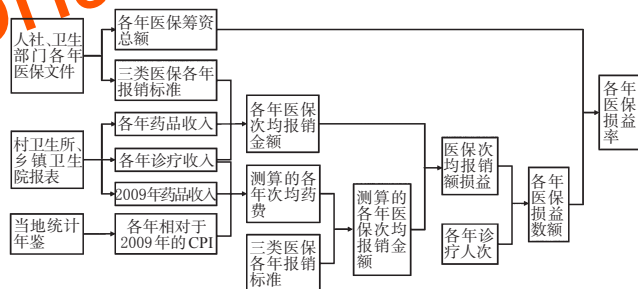 人社、卫生
部门各年
医保文件
各年医保筹资
总额
三类医保各年
报销标准
村卫生所、
乡镇卫生
院报表
各年药品收入
各年诊疗收入
2009年药品收入
当地统计
年鉴
各年相对于
2009年的CPI
各年医保
次均报销
金额
测算的各
年次均药
费
三类医保
各年报销
标准
测算的
各年医
保次均
报销金
额
医保次
均报销
额损益
各年诊
疗人次
各年
医保
损益
数额
各年
医保
损益
率